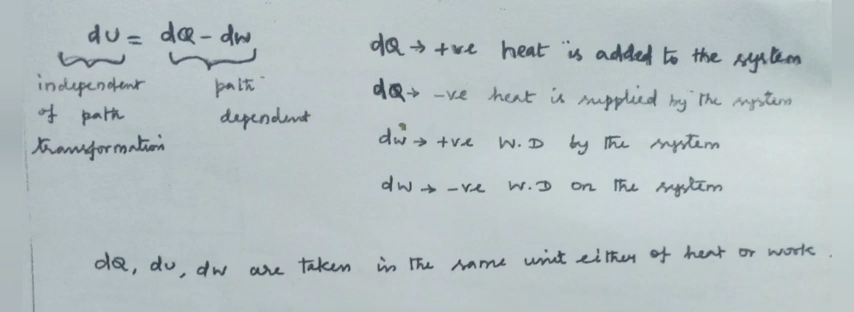 dU = dQ - dw
independent
of path
transformation
path
dependent
dQ → +ve heat is added to the system
dQ → -ve heat is supplied by the system
dw → +ve W.D by the system
dw → -ve W.D on the system
dQ, du, dw are taken in the same unit either of heat or work.